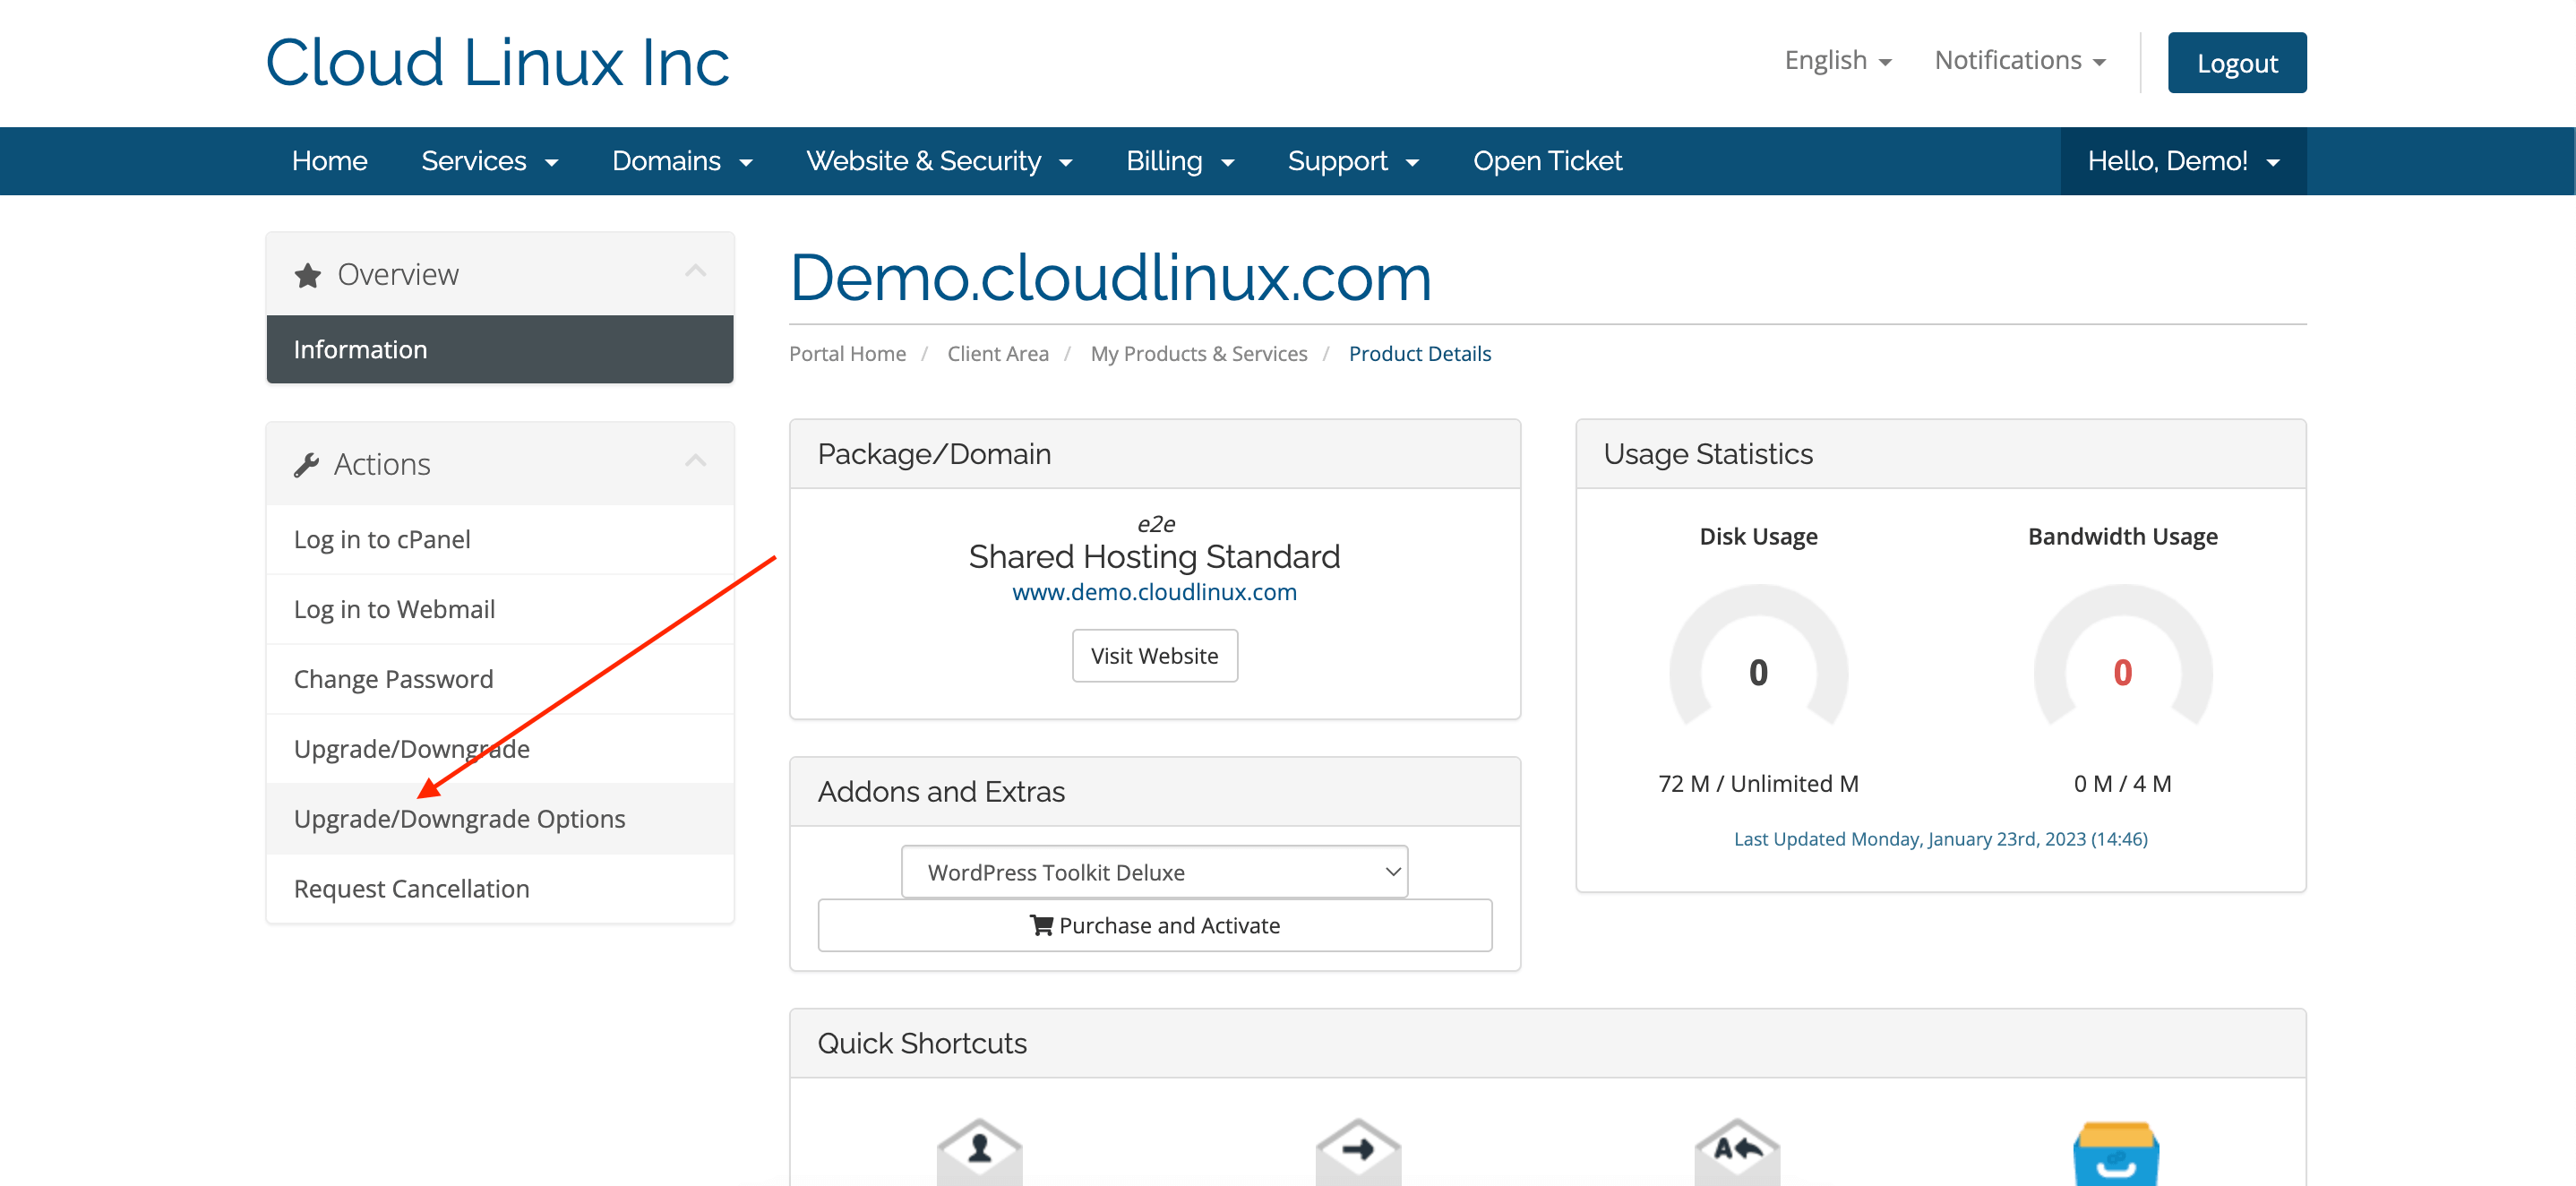 Cloud Linux Inc
English
Notifications
Logout
Home
Services
Domains
Website & Security
Billing
Support
Open Ticket
Hello, Demo!
Overview
Information
Actions
Log in to cPanel
Log in to Webmail
Change Password
Upgrade/Downgrade
Upgrade/Downgrade Options
Request Cancellation
Demo.cloudlinux.com
Portal Home / Client Area / My Products & Services / Product Details
Package/Domain
e2e
Shared Hosting Standard
www.demo.cloudlinux.com
Visit Website
Addons and Extras
WordPress Toolkit Deluxe
Purchase and Activate
Usage Statistics
Disk Usage
0
72 M / Unlimited M
Bandwidth Usage
0
0 M / 4 M
Last Updated Monday, January 23rd, 2023 (14:46)
Quick Shortcuts
A